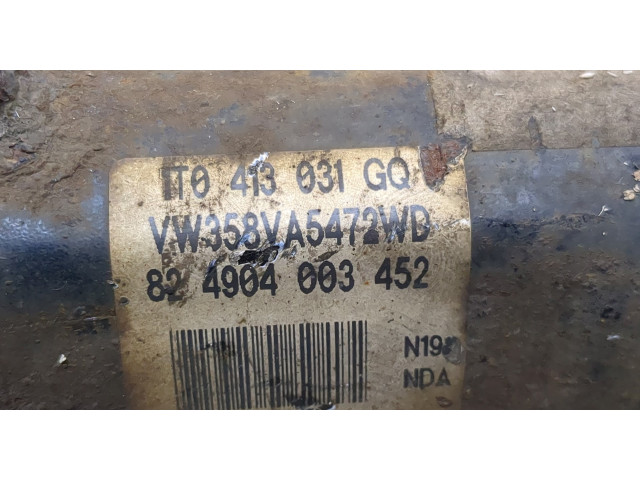 1T0 413 031 GQ
VW358VA5472WD
82 4904 003 452
N19
NDA